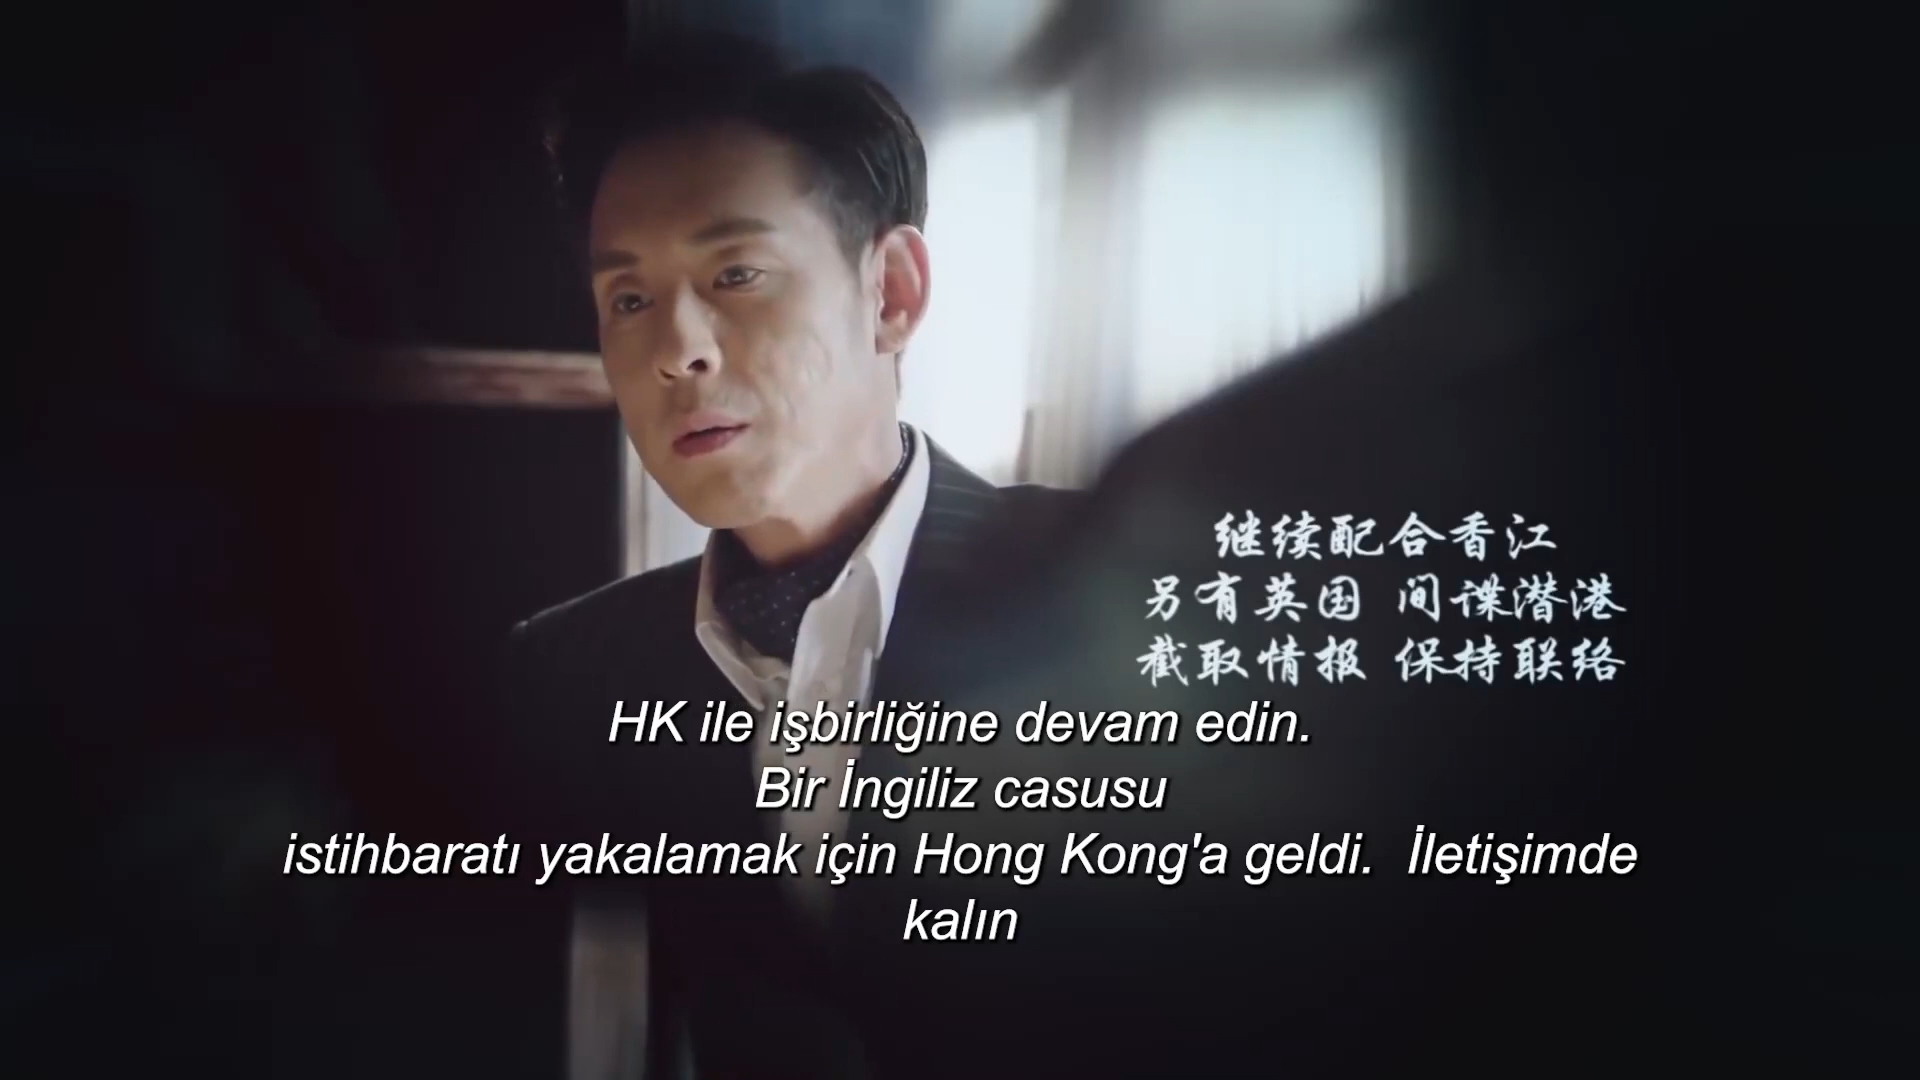 继续配合香江
另有英国 间谍潜港
截取情报 保持联络
HK ile işbirliğine devam edin.
Bir İngiliz casusu
istihbaratı yakalamak için Hong Kong'a geldi.  İletişimde
kalın